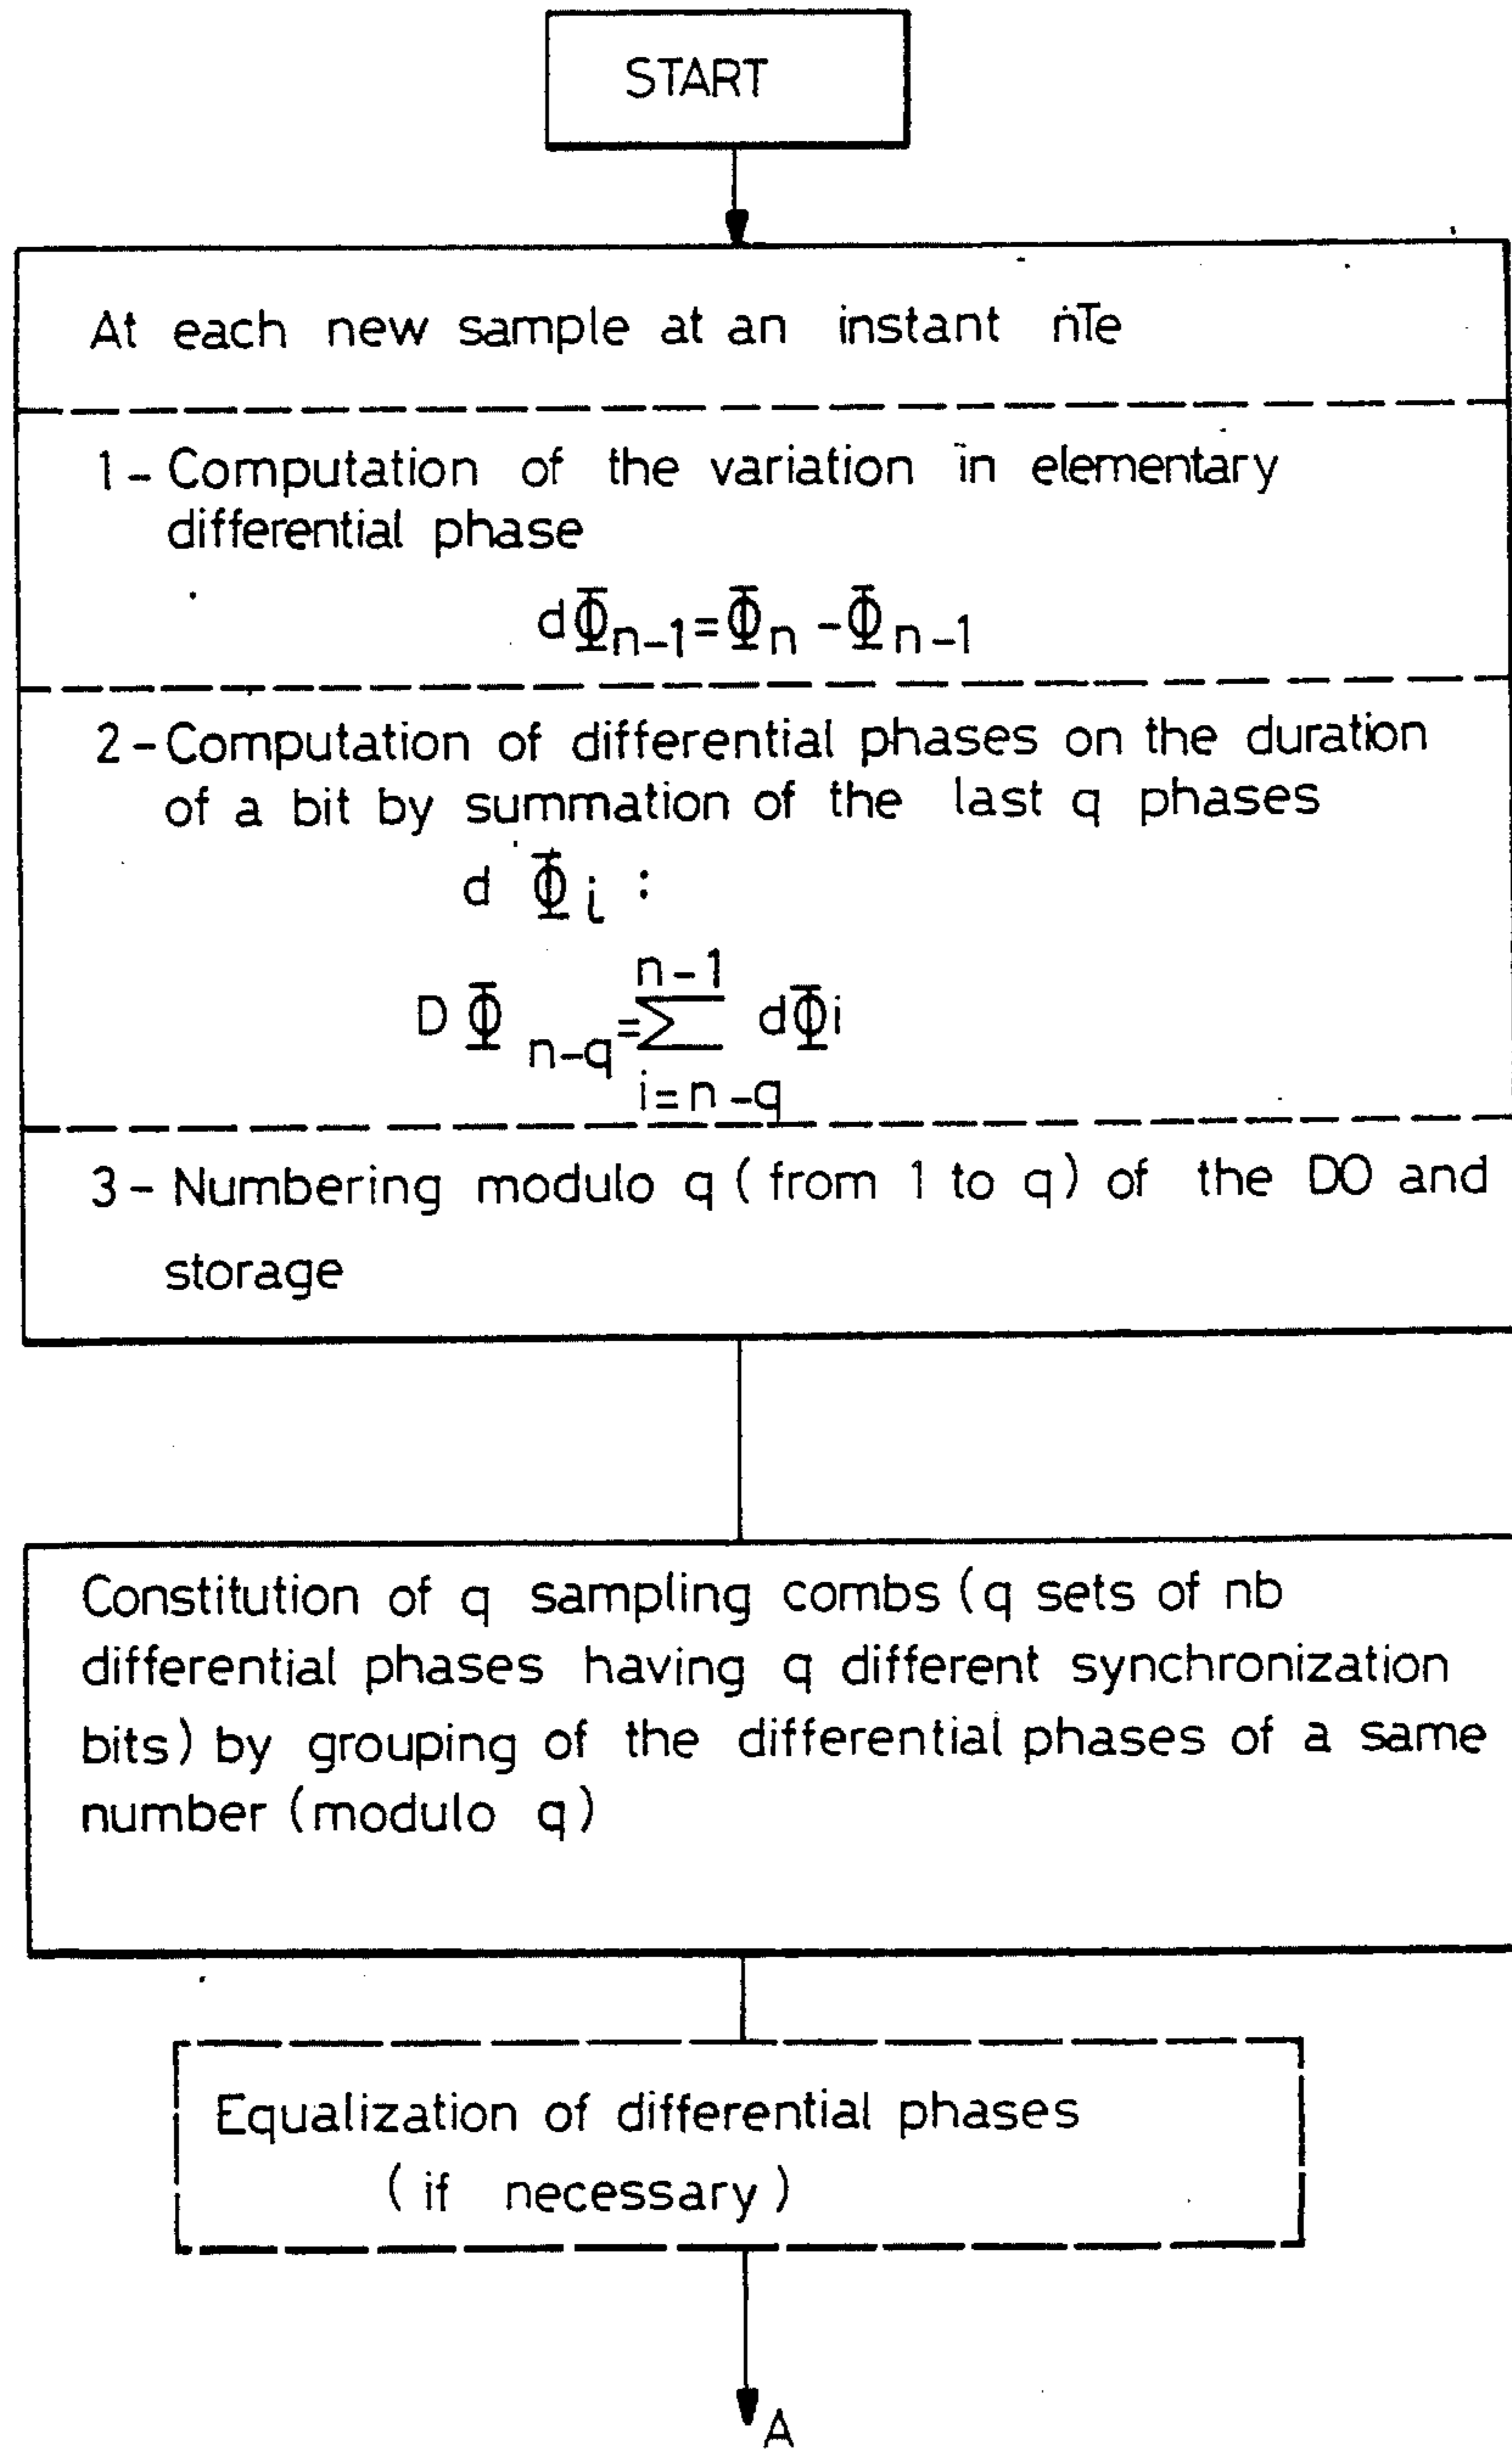 START
At each new sample at an instant nTe
1- Computation of the variation in elementary
differential phase
dΦn-1=Φn-Φn-1
2-Computation of differential phases on the duration
of a bit by summation of the last q phases
d Φi :
n-1
DΦ n-q=∑ dΦi
i=n-q
3- Numbering modulo q (from 1 to q) of the DO and
storage
Constitution of q sampling combs (q sets of nb
differential phases having q different synchronization
bits) by grouping of the differential phases of a same
number (modulo q)
Equalization of differential phases
(if necessary)
A